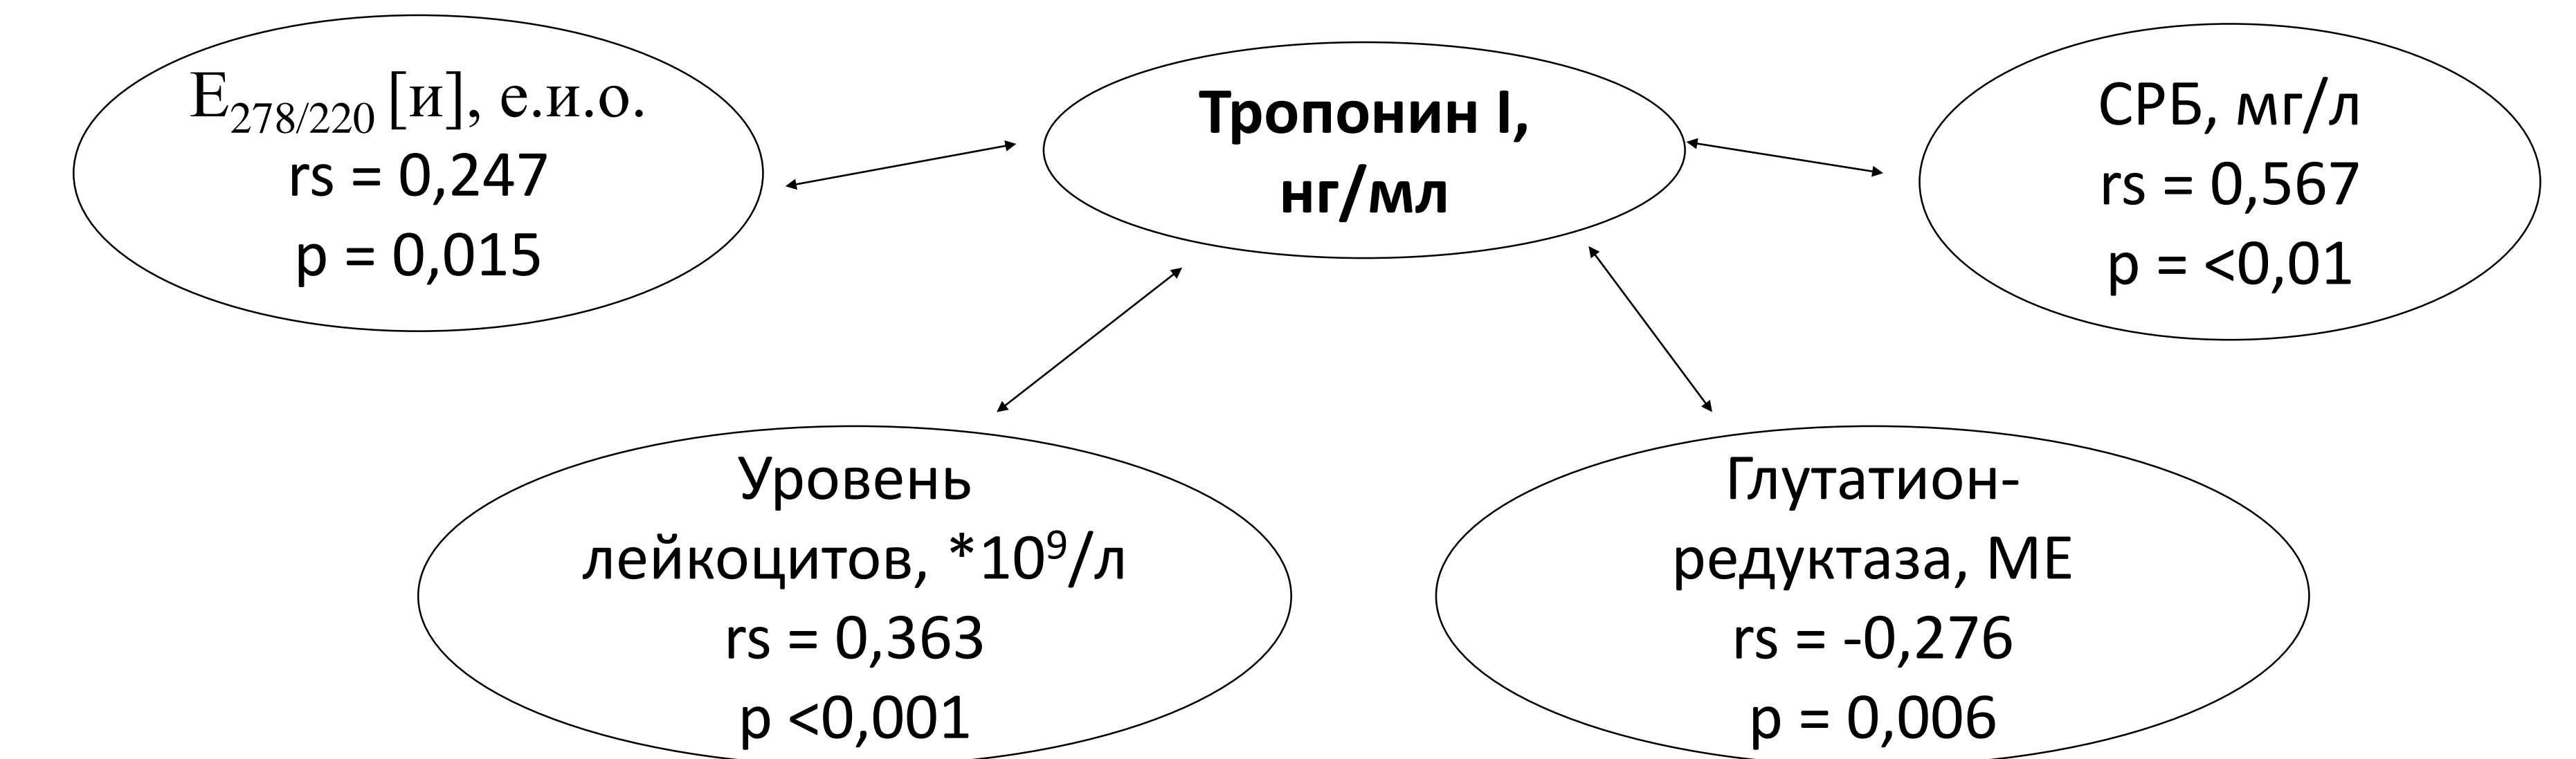 E278/220 [и], е.и.о.
rs = 0,247
p = 0,015
Тропонин I,
нг/мл
СРБ, мг/л
rs = 0,567
p = <0,01
Уровень
лейкоцитов, *10⁹/л
rs = 0,363
p <0,001
Глутатион-
редуктаза, МЕ
rs = -0,276
p = 0,006